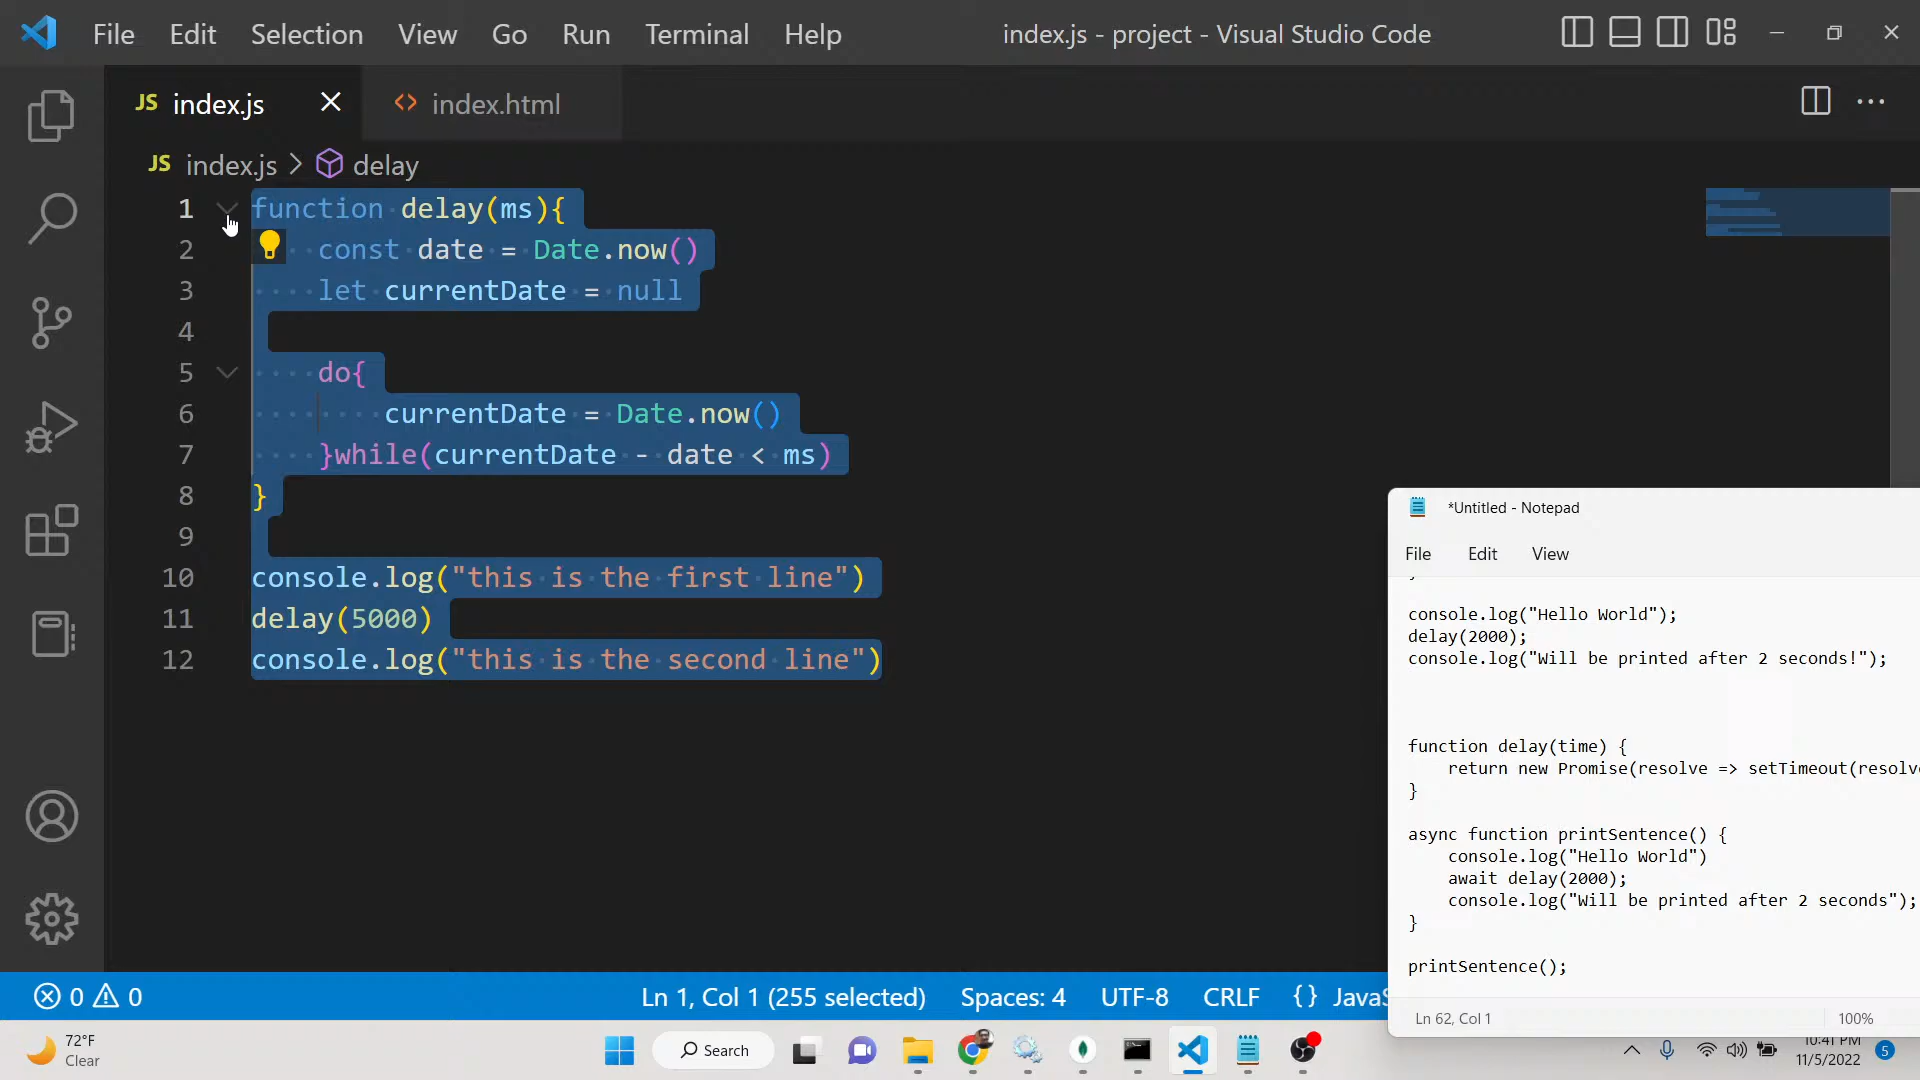 File Edit Selection View Go Run Terminal Help
index.js - project - Visual Studio Code
JS index.js
<> index.html
JS index.js > delay
1 function delay(ms){
2 const date = Date.now()
3 let currentDate = null
4
5 do{
6 currentDate = Date.now()
7 }while(currentDate - date < ms)
8 }
9
10 console.log("this is the first line")
11 delay(5000)
12 console.log("this is the second line")
*Untitled - Notepad
File Edit View
console.log("Hello World");
delay(2000);
console.log("Will be printed after 2 seconds!");
function delay(time) {
return new Promise(resolve => setTimeout(resolv
}
async function printSentence() {
console.log("Hello World")
await delay(2000);
console.log("Will be printed after 2 seconds");
}
printSentence();
Ln 62, Col 1
100%
0 0
Ln 1, Col 1 (255 selected)
Spaces: 4
UTF-8
CRLF
{ } JavaS
72°F
Clear
Search
10:41 PM
11/5/2022
5